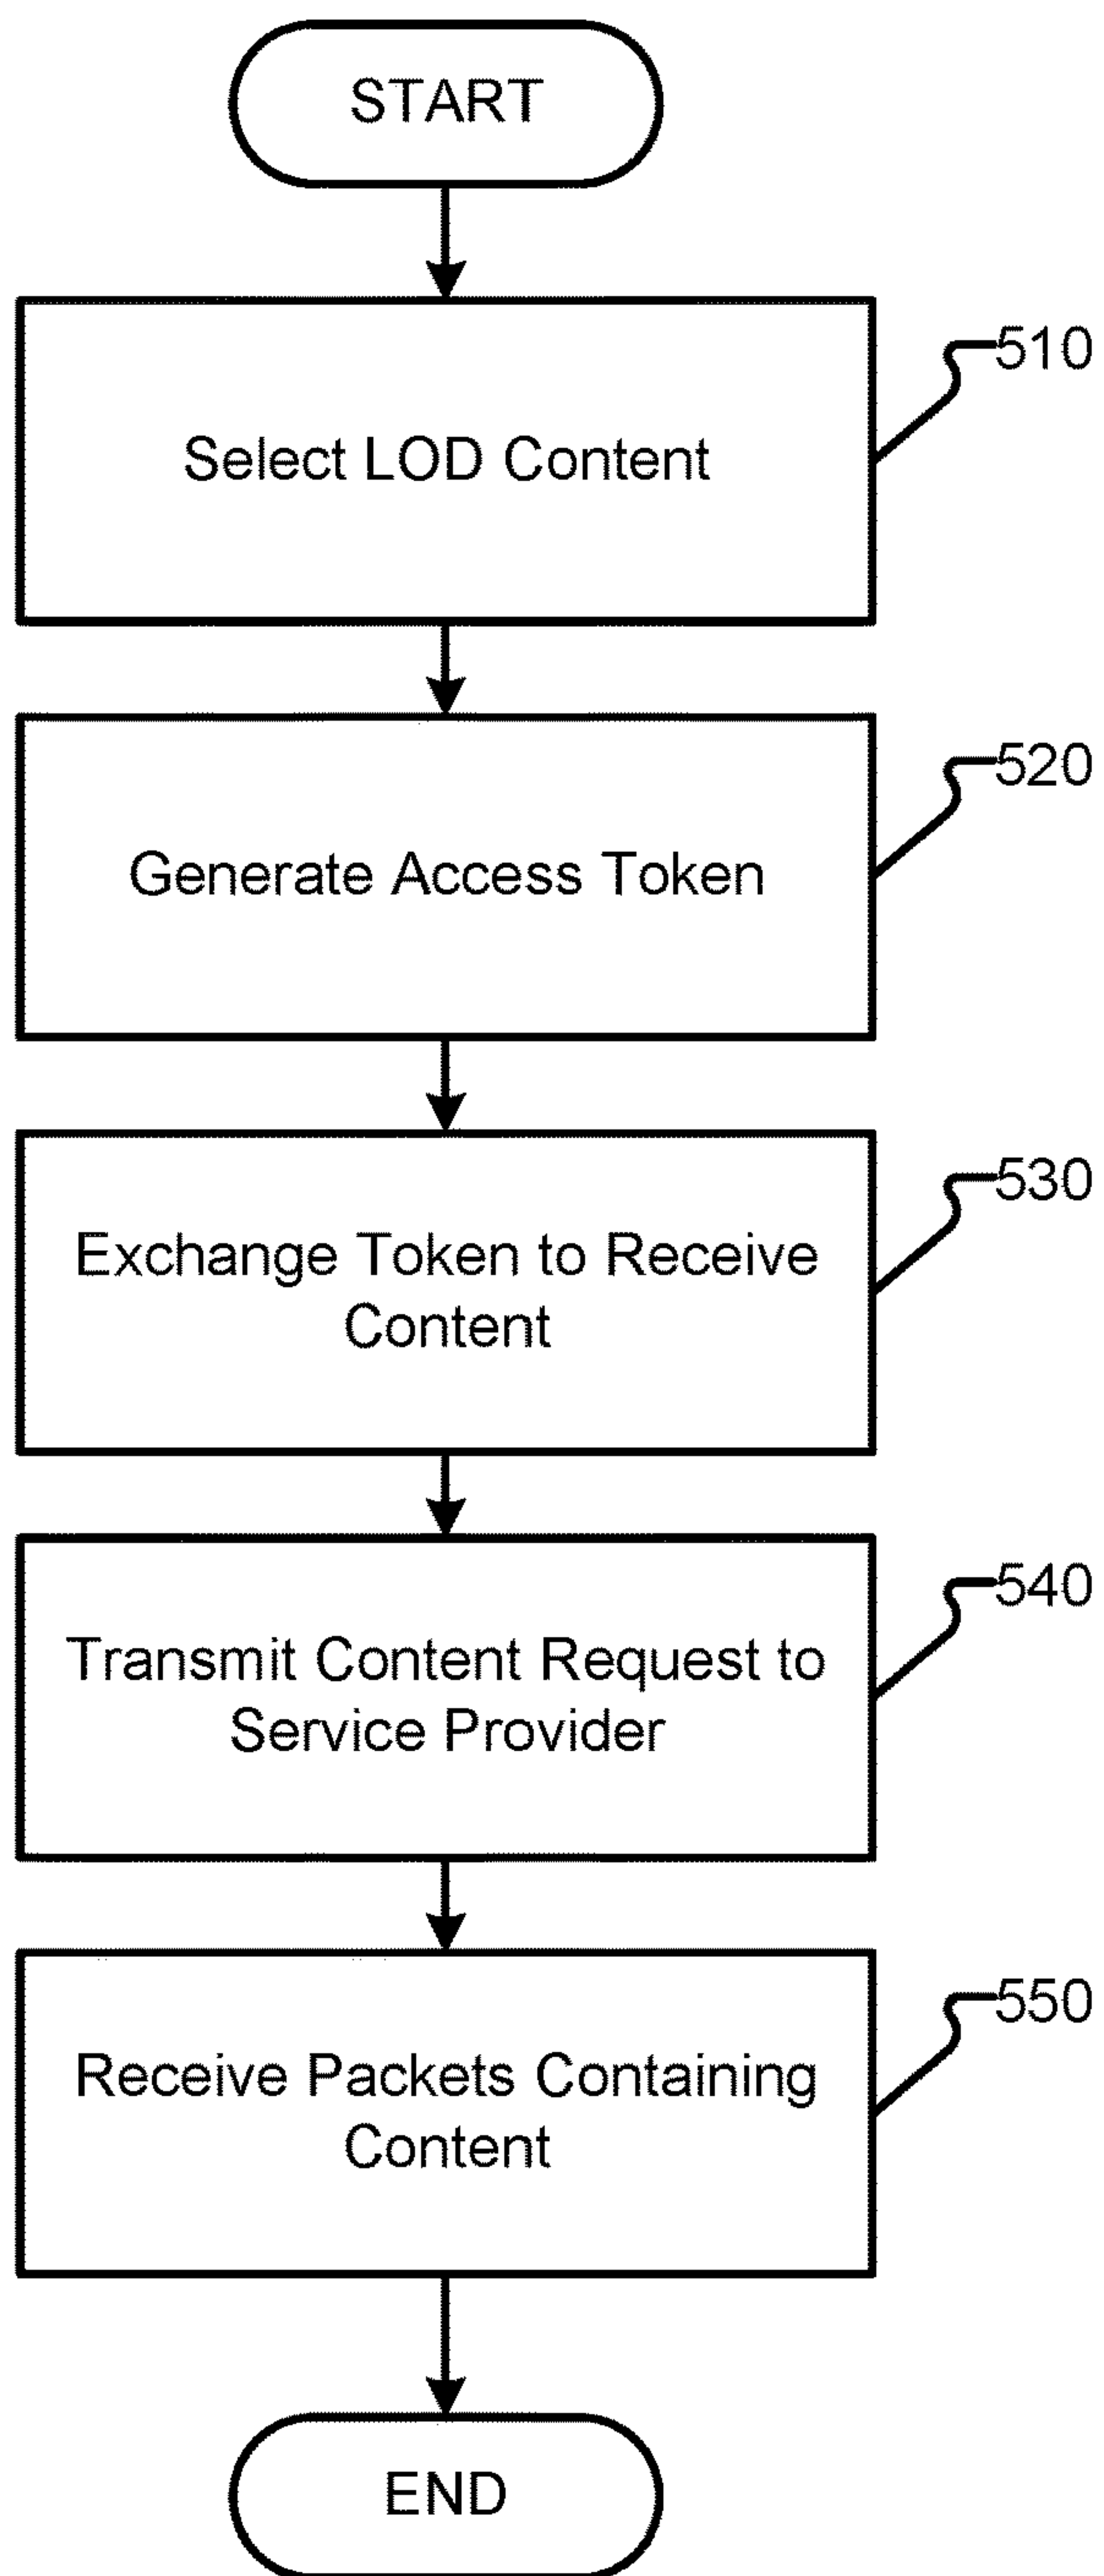 START
510
Select LOD Content
520
Generate Access Token
530
Exchange Token to Receive
Content
540
Transmit Content Request to
Service Provider
550
Receive Packets Containing
Content
END